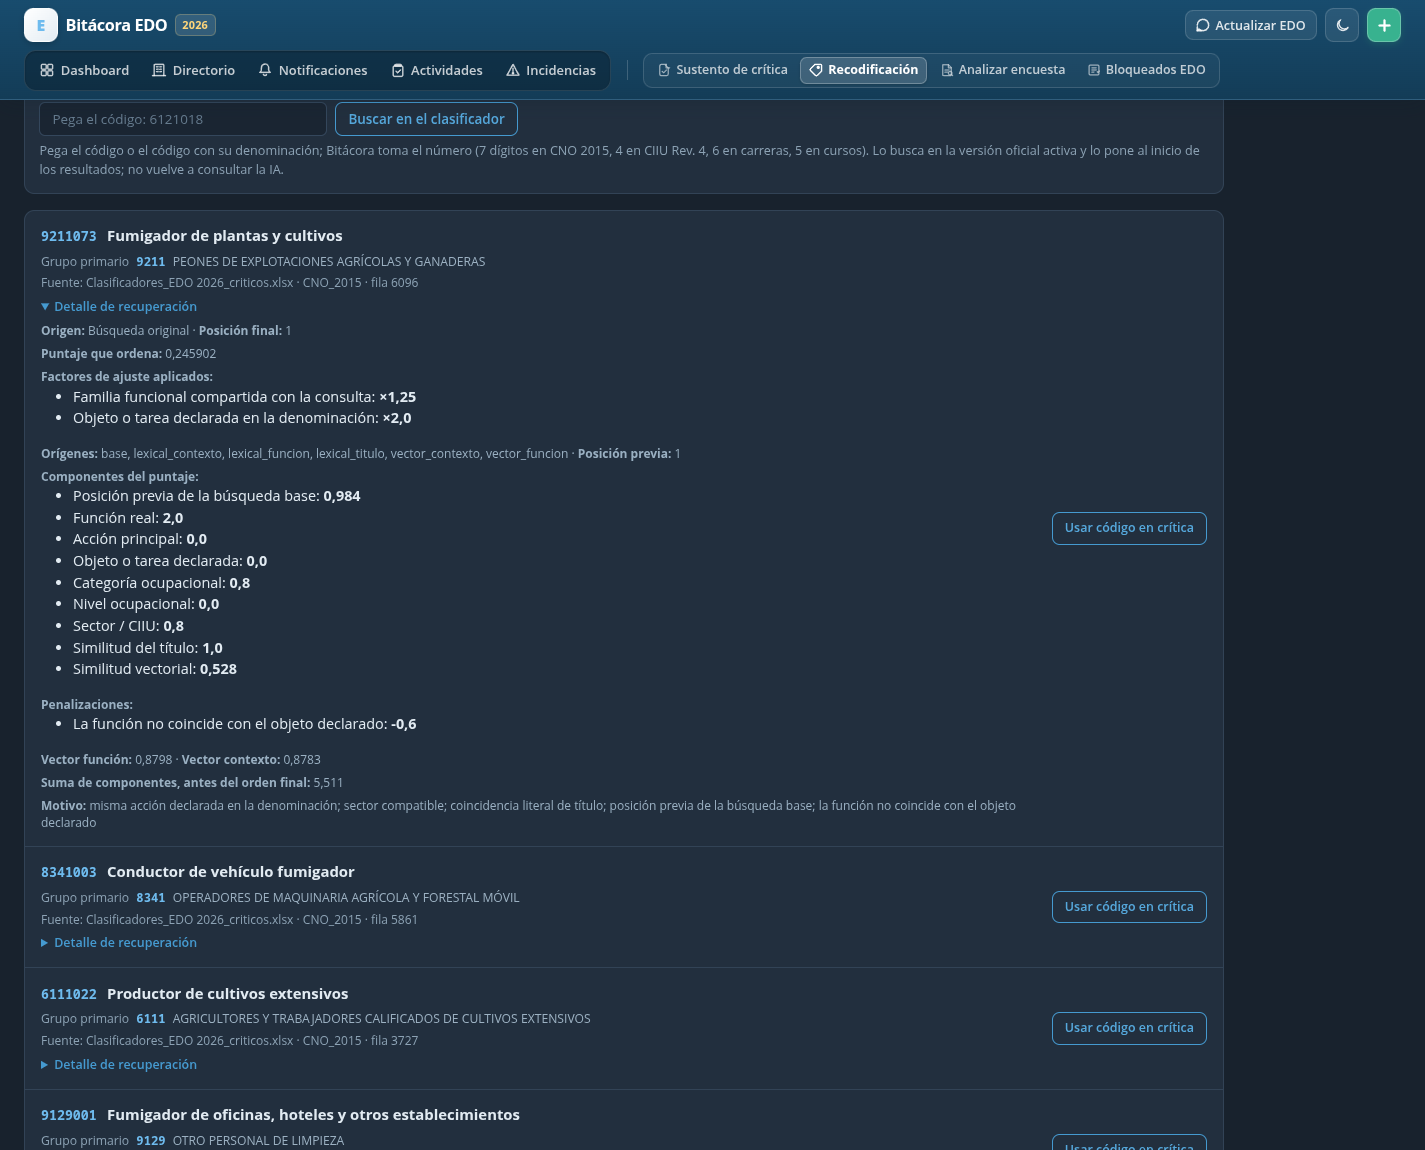 E Bitácora EDO 2026
Actualizar EDO
Dashboard Directorio Notificaciones Actividades Incidencias Sustento de crítica Recodificación Analizar encuesta Bloqueados EDO
Pega el código: 6121018 Buscar en el clasificador
Pega el código o el código con su denominación; Bitácora toma el número (7 dígitos en CNO 2015, 4 en CIIU Rev. 4, 6 en carreras, 5 en cursos). Lo busca en la versión oficial activa y lo pone al inicio de
los resultados; no vuelve a consultar la IA.
9211073 Fumigador de plantas y cultivos
Grupo primario 9211 PEONES DE EXPLOTACIONES AGRÍCOLAS Y GANADERAS
Fuente: Clasificadores_EDO 2026_criticos.xlsx · CNO_2015 · fila 6096
▼ Detalle de recuperación
Origen: Búsqueda original · Posición final: 1
Puntaje que ordena: 0,245902
Factores de ajuste aplicados:
• Familia funcional compartida con la consulta: ×1,25
• Objeto o tarea declarada en la denominación: ×2,0
Orígenes: base, lexical_contexto, lexical_funcion, lexical_titulo, vector_contexto, vector_funcion · Posición previa: 1
Componentes del puntaje:
• Posición previa de la búsqueda base: 0,984
• Función real: 2,0
• Acción principal: 0,0
• Objeto o tarea declarada: 0,0
• Categoría ocupacional: 0,8
• Nivel ocupacional: 0,0
• Sector / CIIU: 0,8
• Similitud del título: 1,0
• Similitud vectorial: 0,528
Usar código en crítica
Penalizaciones:
• La función no coincide con el objeto declarado: -0,6
Vector función: 0,8798 · Vector contexto: 0,8783
Suma de componentes, antes del orden final: 5,511
Motivo: misma acción declarada en la denominación; sector compatible; coincidencia literal de título; posición previa de la búsqueda base; la función no coincide con el objeto
declarado
8341003 Conductor de vehículo fumigador
Grupo primario 8341 OPERADORES DE MAQUINARIA AGRÍCOLA Y FORESTAL MÓVIL
Fuente: Clasificadores_EDO 2026_criticos.xlsx · CNO_2015 · fila 5861
▶ Detalle de recuperación
Usar código en crítica
6111022 Productor de cultivos extensivos
Grupo primario 6111 AGRICULTORES Y TRABAJADORES CALIFICADOS DE CULTIVOS EXTENSIVOS
Fuente: Clasificadores_EDO 2026_criticos.xlsx · CNO_2015 · fila 3727
▶ Detalle de recuperación
Usar código en crítica
9129001 Fumigador de oficinas, hoteles y otros establecimientos
Grupo primario 9129 OTRO PERSONAL DE LIMPIEZA
Usar código en crítica